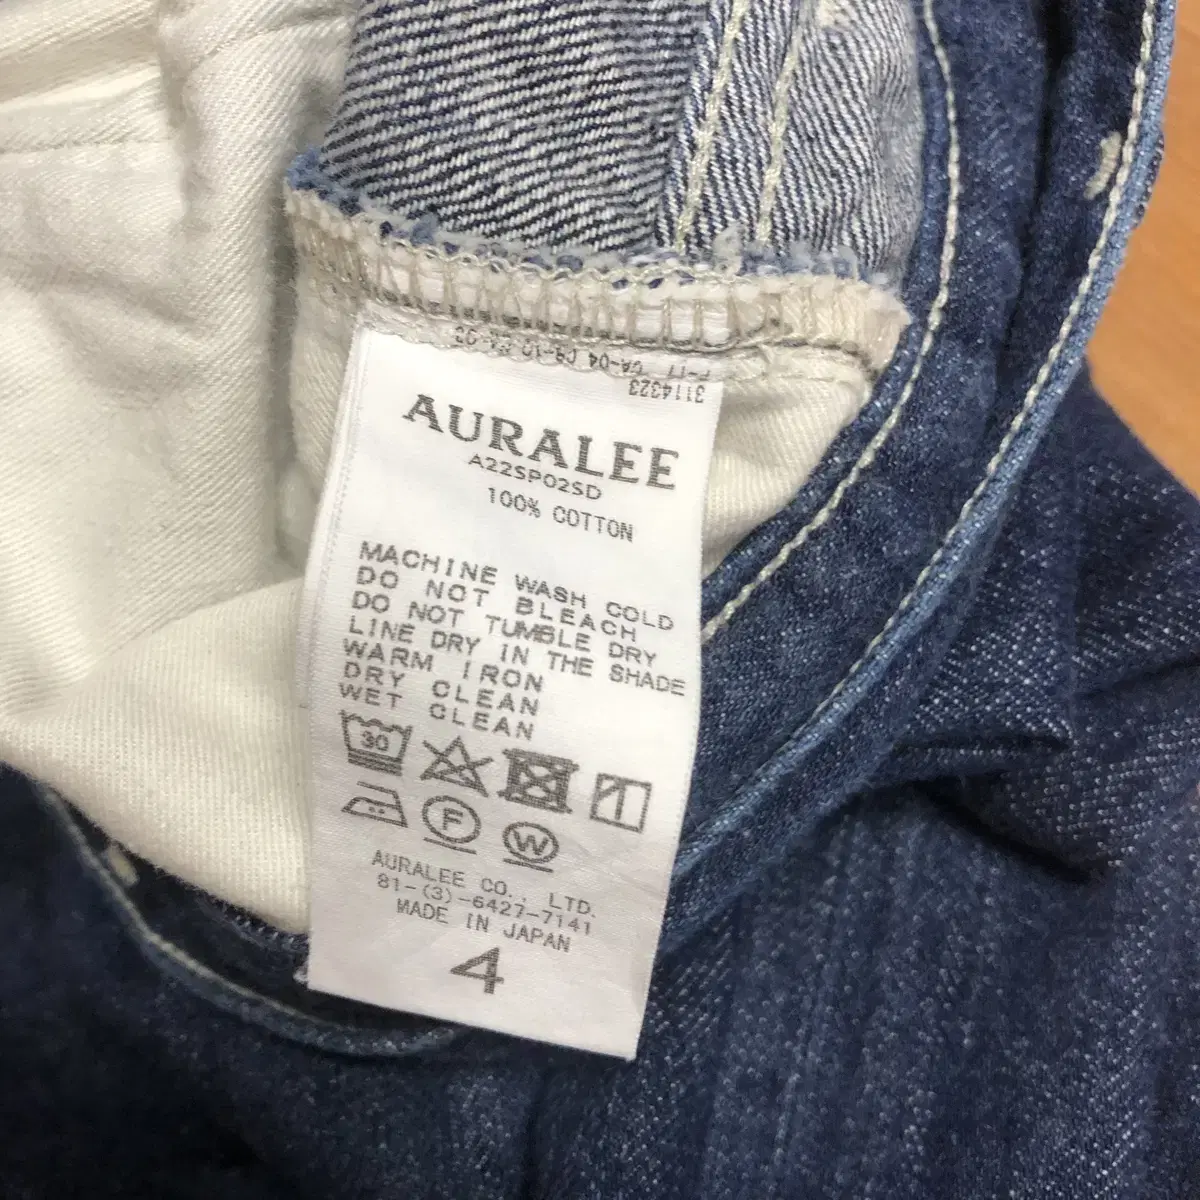 3114323
AURALEE
A22SP02SD
100% COTTON
MACHINE WASH COLD
DO NOT BLEACH
DO NOT TUMBLE DRY
LINE DRY IN THE SHADE
WARM IRON
DRY CLEAN
WET CLEAN
30
F
W
AURALEE CO., LTD.
81-(3)-6427-7141
MADE IN JAPAN
4